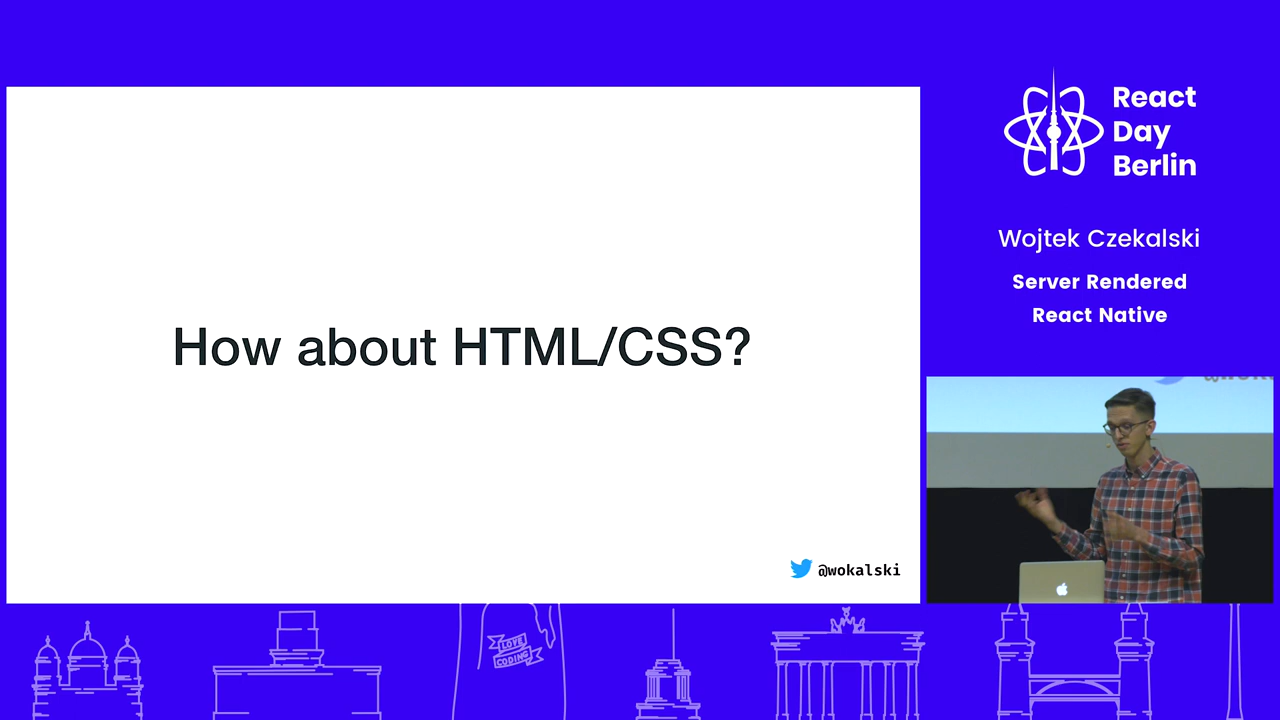 How about HTML/CSS?
@wokalski
React
Day
Berlin
Wojtek Czekalski
Server Rendered
React Native
LOVE
CODING